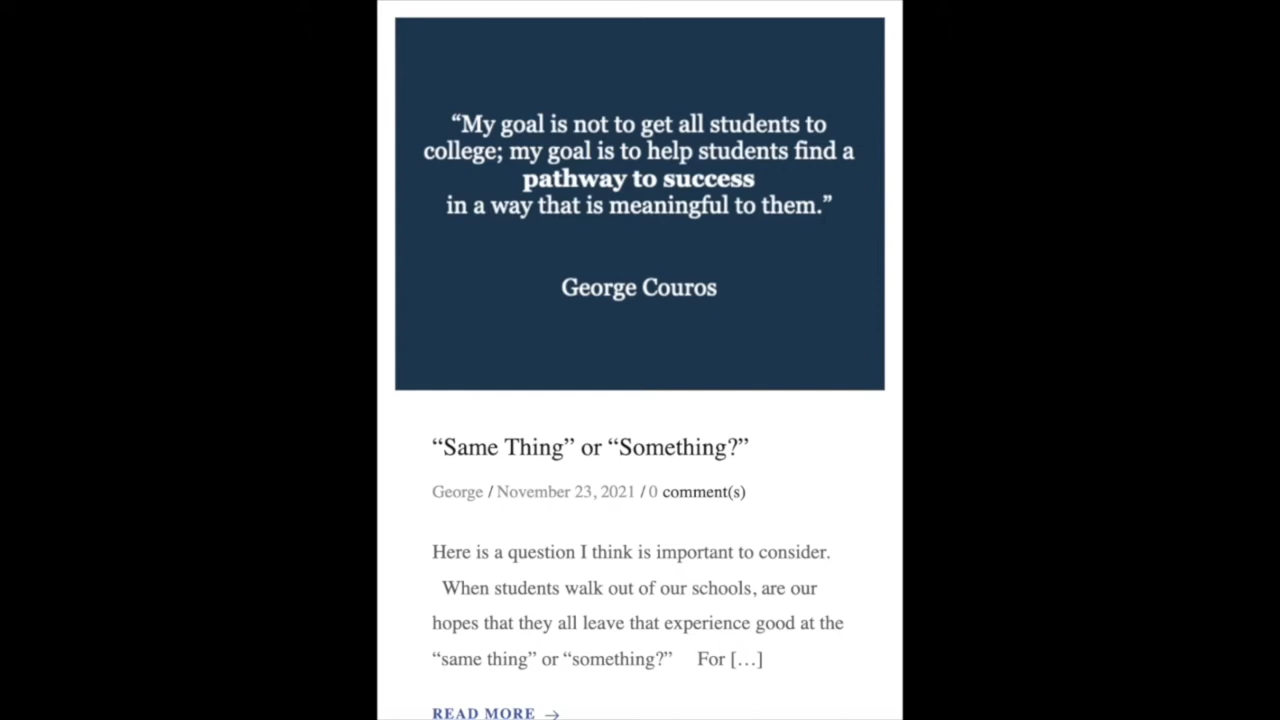 “My goal is not to get all students to
college; my goal is to help students find a
pathway to success
in a way that is meaningful to them.”
George Couros
“Same Thing” or “Something?”
George / November 23, 2021 / 0 comment(s)
Here is a question I think is important to consider.
When students walk out of our schools, are our
hopes that they all leave that experience good at the
“same thing” or “something?” For […]
READ MORE →